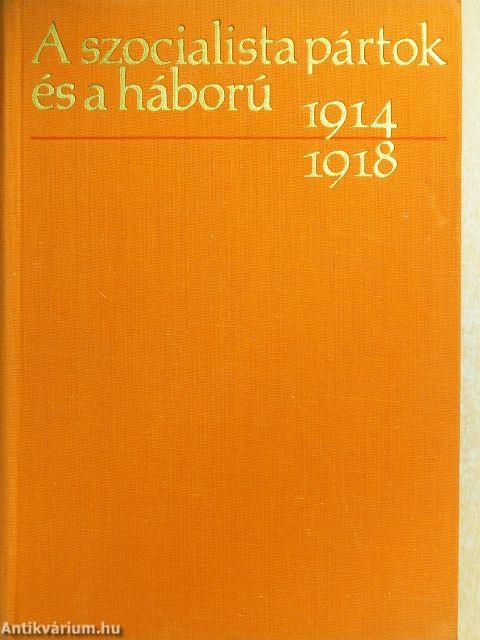 A szocialista pártok
és a háború 1914
1918
Antikvárium.hu